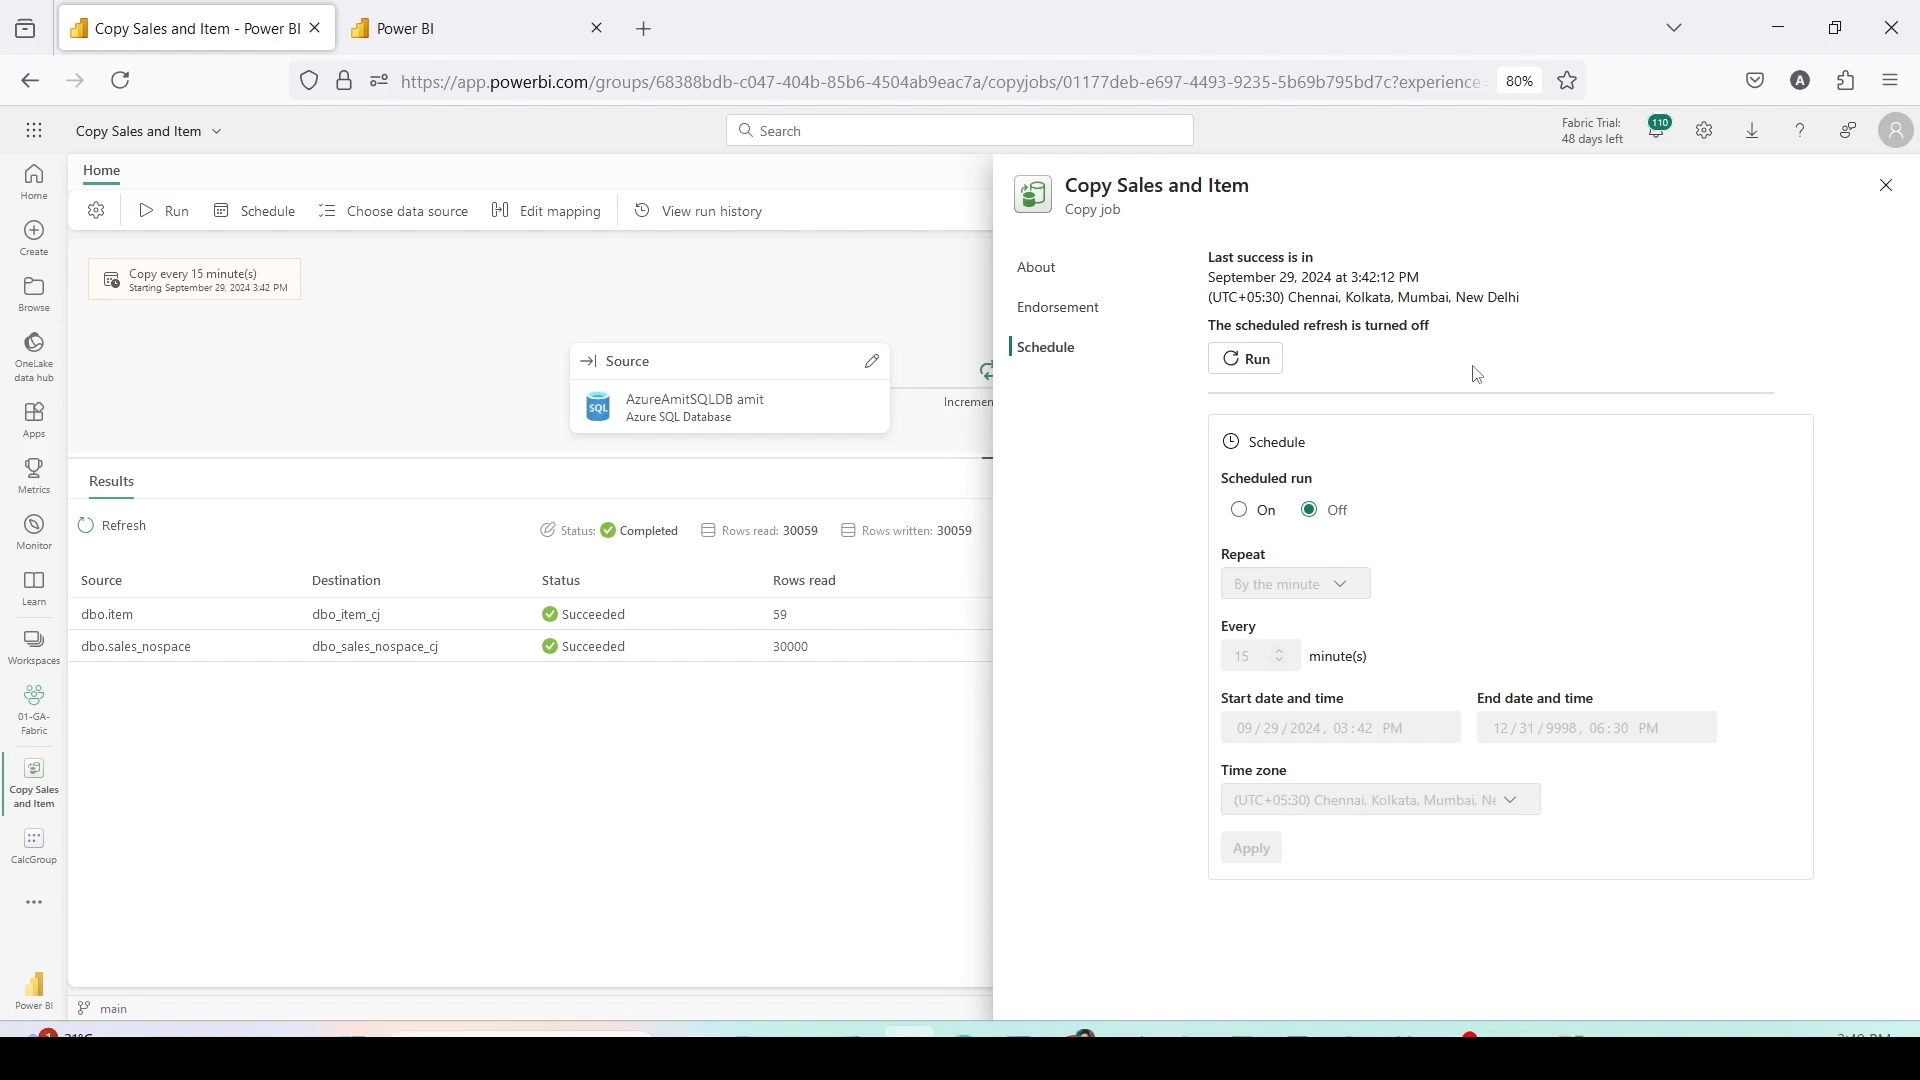 Copy Sales and Item - Power BI
Power BI
https://app.powerbi.com/groups/68388bdb-c047-404b-85b6-4504ab9eac7a/copyjobs/01177deb-e697-4493-9235-5b69b795bd7c?experience=
80%
A
Copy Sales and Item
Search
Fabric Trial:
48 days left
110
?
Home
Create
Browse
OneLake
data hub
Apps
Metrics
Monitor
Learn
Workspaces
01-GA-
Fabric
Copy Sales
and Item
CalcGroup
Power BI
Home
Run
Schedule
Choose data source
Edit mapping
View run history
Copy every 15 minute(s)
Starting September 29, 2024 3:42 PM
Source
SQL
AzureAmitSQLDB amit
Azure SQL Database
Incremen
Results
Refresh
Status: Completed
Rows read: 30059
Rows written: 30059
Source Destination Status Rows read
dbo.item dbo_item_cj Succeeded 59
dbo.sales_nospace dbo_sales_nospace_cj Succeeded 30000
main
Copy Sales and Item
Copy job
About
Endorsement
Schedule
Last success is in
September 29, 2024 at 3:42:12 PM
(UTC+05:30) Chennai, Kolkata, Mumbai, New Delhi
The scheduled refresh is turned off
Run
Schedule
Scheduled run
On Off
Repeat
By the minute
Every
15 minute(s)
Start date and time End date and time
09/29/2024, 03:42 PM 12/31/9998, 06:30 PM
Time zone
(UTC+05:30) Chennai, Kolkata, Mumbai, Ne
Apply